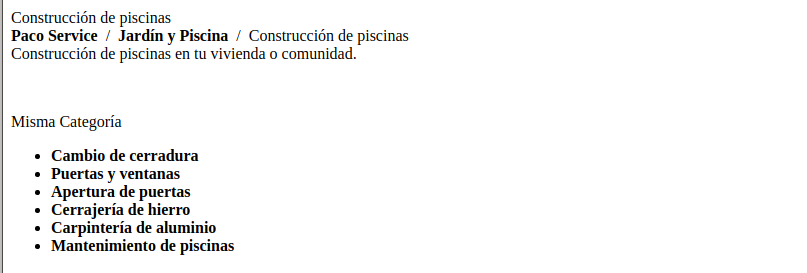 Construcción de piscinas
Paco Service / Jardín y Piscina / Construcción de piscinas
Construcción de piscinas en tu vivienda o comunidad.
Misma Categoría
Cambio de cerradura
Puertas y ventanas
Apertura de puertas
Cerrajería de hierro
Carpintería de aluminio
Mantenimiento de piscinas